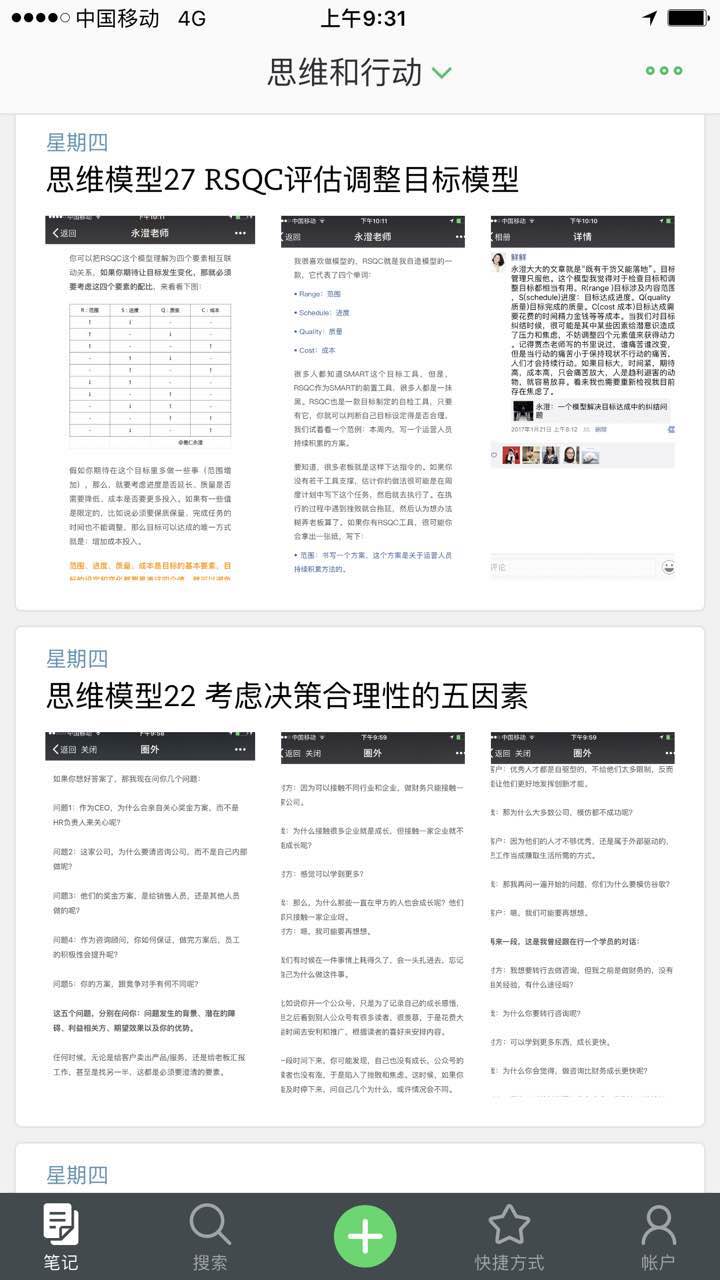 中国移动 4G 上午9:31
思维和行动
星期四
思维模型27 RSQC评估调整目标模型
返回 永澄老师
你可以把RSQC这个模型理解为四个要素相互联
动关系，如果你期待让目标发生变化，那就必须
要考虑这四个要素的配比，来看看下图：
R：范围 S：进度 Q：质量 C：成本
↑ ↓ - -
↑ - ↓ -
↑ - - ↑
- ↑ ↓ -
- ↑ - ↑
↓ ↑ - -
↓ - ↑ -
- ↓ ↑ -
- - ↑ ↑
@易仁永澄
假如你期待在这个目标里多做一些事（范围增
加），那么，就要考虑进度是否延长、质量是否
需要降低、成本是否要更多投入。如果有一些值
是限定的，比如说必须要保质保量，完成任务的
时间也不能调整，那么目标可以达成的唯一方式
就是：增加成本投入。
范围、进度、质量、成本是目标的基本要素，目
中国移动 下午10:11
返回 永澄老师
我很喜欢做模型的，RSQC就是我自造模型的一
款，它代表了四个单词：
• Range：范围
• Schedule：进度
• Quality：质量
• Cost：成本
很多人都知道SMART这个目标工具，但是，
RSQC作为SMART的前置工具，很多人都是一抹
黑。RSQC也是一款目标制定的自检工具，只要
有它，你就可以判断自己目标设定得是否合理。
我们试着看一个范例：本周内，写一个运营人员
持续积累的方案。
要知道，很多老板就是这样下达指令的。如果你
没有若干工具支撑，估计你的做法很可能是在周
度计划中写下这个任务，然后就去执行了。在执
行的过程中遇到挫败就会拖延，然后认为想办法
糊弄老板算了。如果你有RSQC工具，很可能你
会拿出一张纸，写下：
• 范围：书写一个方案，这个方案是关于运营人员
持续积累方法的。
中国移动 下午10:10
相册 详情
鲜鲜
永澄大大的文章就是“既有干货又能落地”。目标
管理只服他。这个模型我觉得对于检查目标和调
整目标都相当有用。R(range )目标涉及内容范围
，S(schedule)进度：目标达成进度。Q(quality
质量)目标完成的质量。C(cost 成本)目标达成需
要花费的时间精力金钱等等成本。当我们对目标
纠结时候，很可能是其中某些因素给潜意识造成
了压力和焦虑，不妨调整四个元素值来获得动力
。记得贾杰老师写的书里说过，谁痛苦谁改变，
但是当行动的痛苦小于保持现状不行动的痛苦，
人们才会持续行动。如果目标大，时间紧，期待
高，成本高，只会痛苦放大，人是趋利避害的动
物，就容易放弃。看来我也需要重新检视我目前
存在焦虑了。
永澄：一个模型解决目标达成中的纠结问
题
2017年1月21日 上午8:12 删除
评论
星期四
思维模型22 考虑决策合理性的五因素
返回 关闭 圈外
如果你想好答案了，那我现在问你几个问题：
问题1：作为CEO，为什么会亲自关心奖金方案，而不是
HR负责人来关心呢？
问题2：这家公司，为什么要请咨询公司，而不是自己内部
做呢？
问题3：他们的奖金方案，是给销售人员，还是其他人员
做的呢？
问题4：作为咨询顾问，你如何保证，做完方案后，员工
的积极性会提升呢？
问题5：你的方案，跟竞争对手有何不同呢？
这五个问题，分别在问你：问题发生的背景、潜在的障
碍、利益相关方、期望效果以及你的优势。
任何时候，无论是给客户卖出产品/服务，还是给老板汇报
工作，甚至是找另一半，这都是必须要澄清的要素。
中国移动 下午9:59
返回 关闭 圈外
对方：因为可以接触不同行业和企业，做财务只能接触一
家公司。
我：为什么接触很多企业就是成长，但接触一家企业就不
能成长呢？
对方：感觉可以学到更多？
我：那么，为什么那些一直在甲方的人也会成长呢？他们
都只接触一家企业呀。
对方：嗯，我可能要再想想。
我们有时候在一件事情上耗得久了，会一头扎进去，忘记
自己为什么做这件事。
比如说你开一个公众号，只是为了记录自己的成长感悟，
但之后看到别人公众号有很多读者，很羡慕，于是花费大
量时间去安利和推广，根据读者的喜好来安排内容。
一段时间下来，你可能发现，自己也没有成长，公众号的
读者也没有涨，于是陷入了挫败和焦虑。这时候，如果你
能及时停下来，问自己几个为什么，或许情况会不同。
中国移动 下午9:59
返回 关闭 圈外
客户：优秀人才都是自驱型的，不给他们太多限制，反而
能让他们更好地发挥创新才能。
我：那为什么大多数公司，模仿都不成功呢？
客户：因为他们的人才不够优秀，还是属于外部驱动的，
把工作当成赚取生活所需的方式。
我：那我再问一遍开始的问题，你们为什么要模仿谷歌？
客户：嗯，我们可能要再想想。
再来一段，这是我曾经跟在行一个学员的对话：
对方：我想要转行去做咨询，但我之前是做财务的，没有
相关经验，有什么途径吗？
我：为什么你要转行咨询呢？
对方：可以学到更多东西，成长更快。
我：为什么你会觉得，做咨询比财务成长更快呢？
星期四
笔记 搜索 快捷方式 帐户